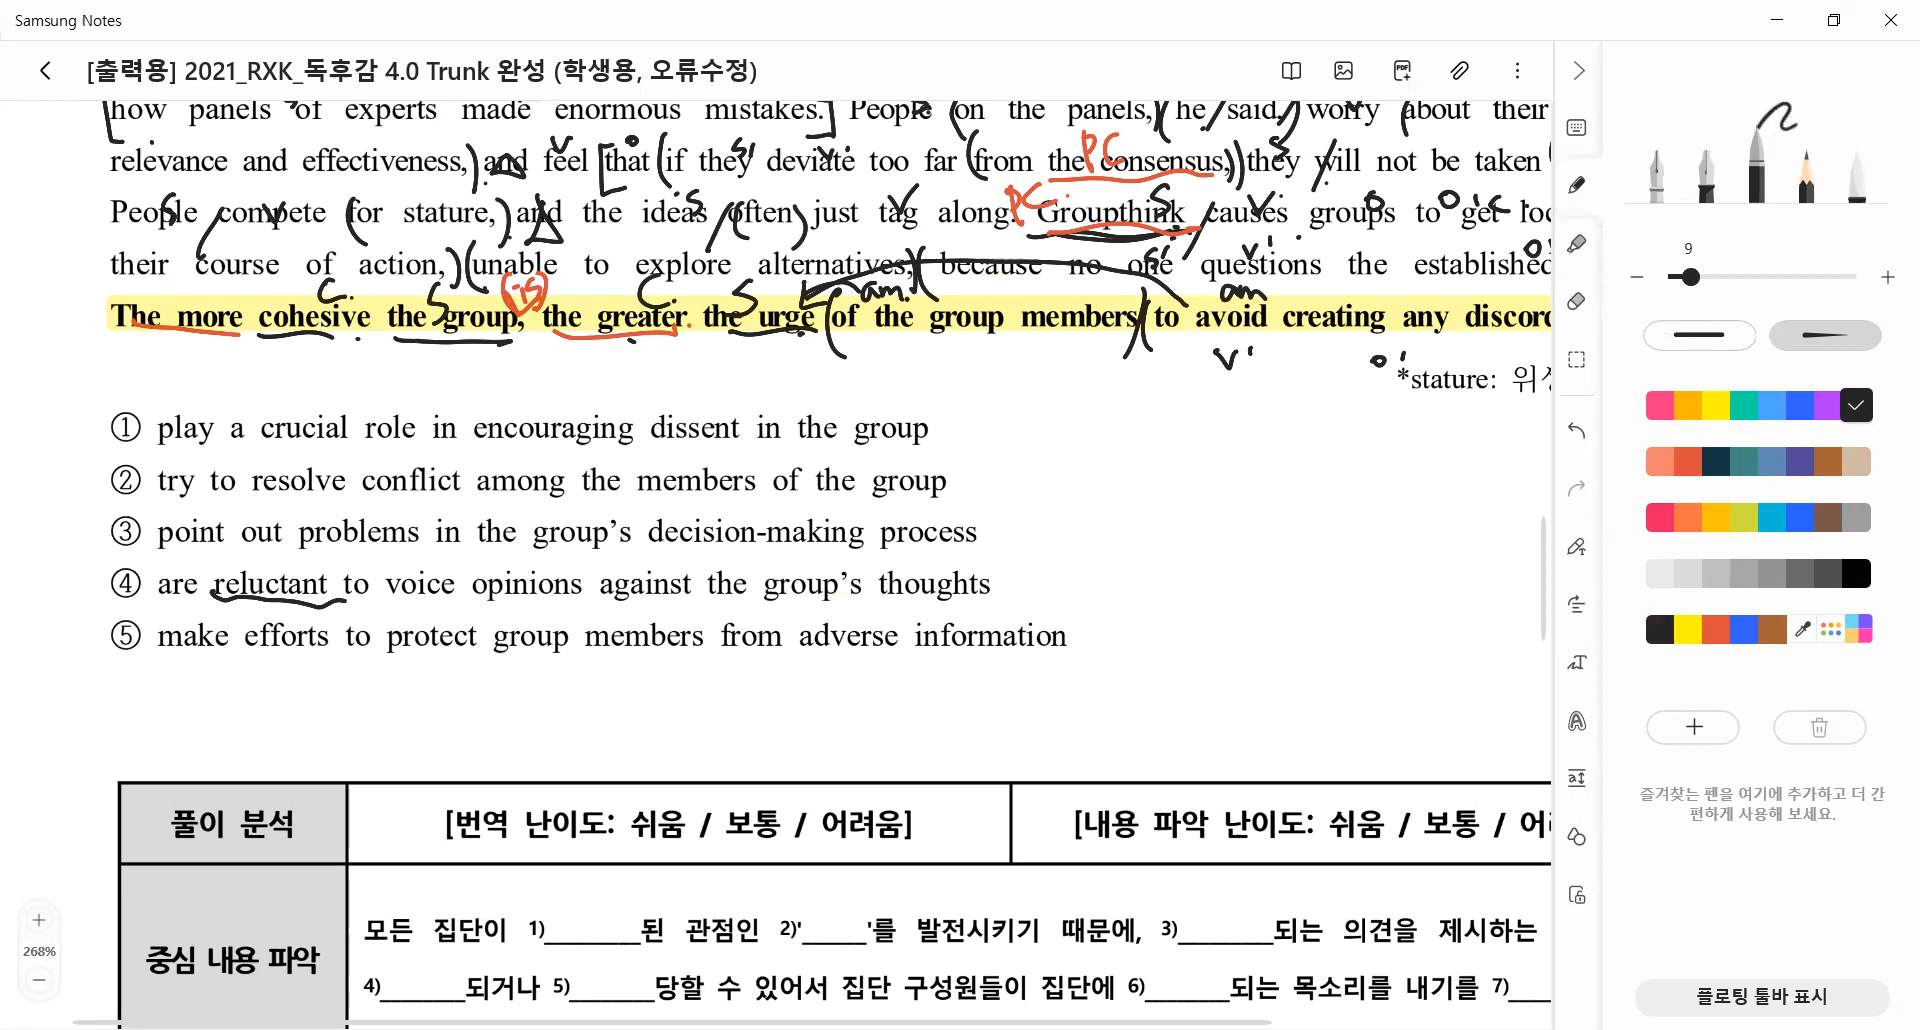 Samsung Notes
[출력용] 2021_RXK_독후감 4.0 Trunk 완성 (학생용, 오류수정)
how panels of experts made enormous mistakes. People on the panels, he said, worry about their
relevance and effectiveness, and feel that if they deviate too far from the consensus, they will not be taken
PC
People compete for stature, and the ideas often just tag along. Groupthink causes groups to get loc
PC
their course of action, unable to explore alternatives, because no one questions the established
The more cohesive the group, the greater the urge of the group members to avoid creating any discord
(is)
am.
am
*stature: 위
① play a crucial role in encouraging dissent in the group
② try to resolve conflict among the members of the group
③ point out problems in the group's decision-making process
④ are reluctant to voice opinions against the group's thoughts
⑤ make efforts to protect group members from adverse information
풀이 분석 [번역 난이도: 쉬움 / 보통 / 어려움] [내용 파악 난이도: 쉬움 / 보통 / 어
중심 내용 파악
모든 집단이 1)________된 관점인 2)'_____'를 발전시키기 때문에, 3)________되는 의견을 제시하는
4)_______되거나 5)_______당할 수 있어서 집단 구성원들이 집단에 6)_______되는 목소리를 내기를 7)____
268%
9
즐겨찾는 펜을 여기에 추가하고 더 간
편하게 사용해 보세요.
플로팅 툴바 표시